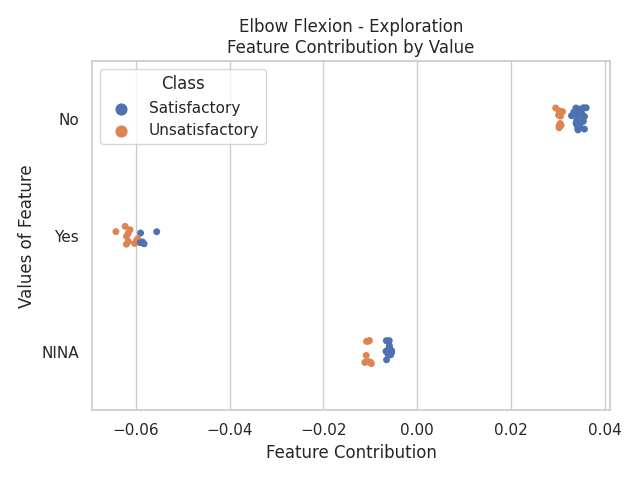 Elbow Flexion - Exploration
Feature Contribution by Value
Class
Satisfactory
Unsatisfactory
Values of Feature
No
Yes
NINA
−0.06
−0.04
−0.02
0.00
0.02
0.04
Feature Contribution